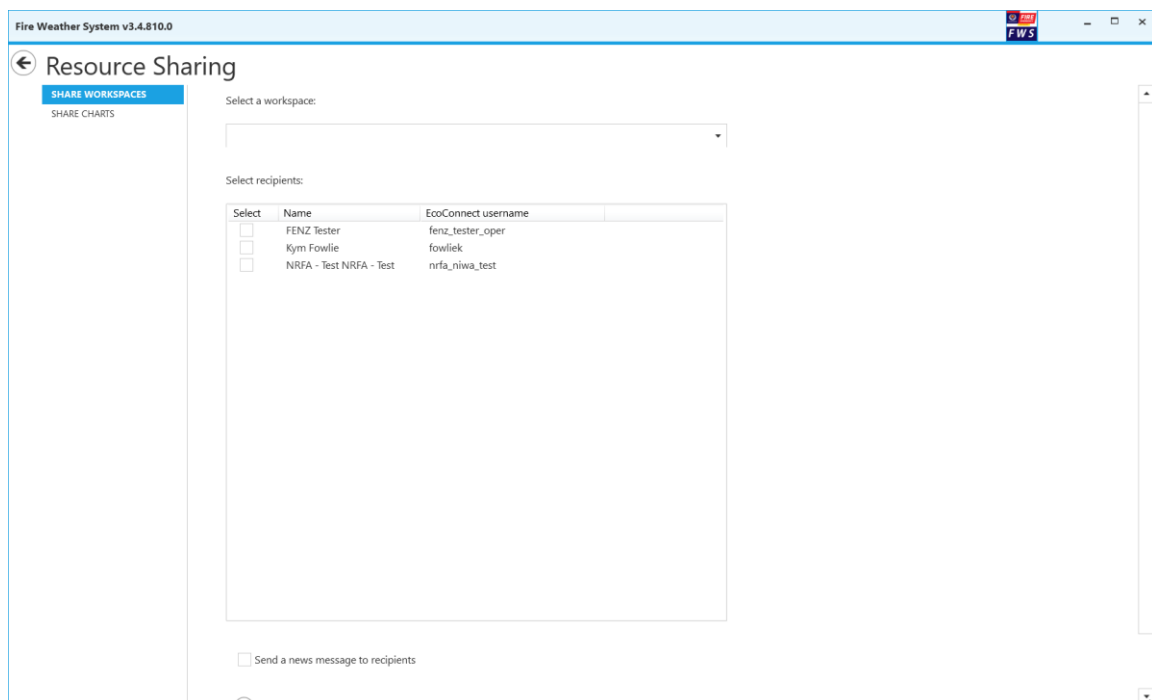 Fire Weather System v3.4.810.0
FIRE
FWS
Resource Sharing
SHARE WORKSPACES
SHARE CHARTS
Select a workspace:
Select recipients:
Select Name EcoConnect username
FENZ Tester fenz_tester_oper
Kym Fowlie fowliek
NRFA - Test NRFA - Test nrfa_niwa_test
Send a news message to recipients